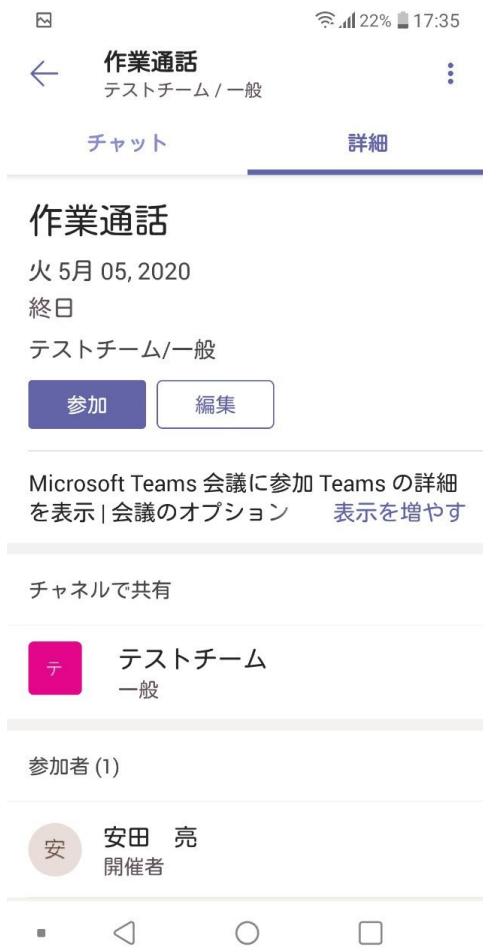 22% 17:35
作業通話
テストチーム / 一般
チャット 詳細
作業通話
火 5月 05, 2020
終日
テストチーム/一般
参加 編集
Microsoft Teams 会議に参加 Teams の詳細
を表示 | 会議のオプション 表示を増やす
チャネルで共有
テ テストチーム
一般
参加者 (1)
安 安田　亮
開催者